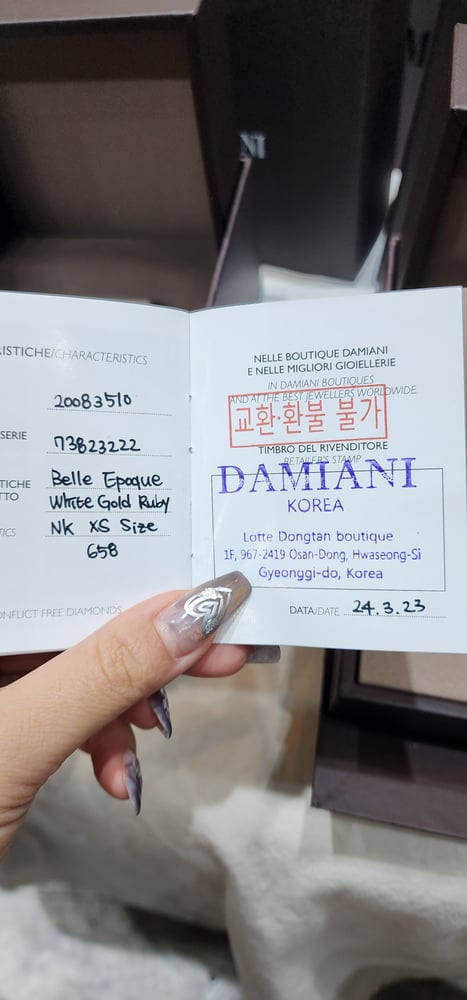 NI
RISTICHE/CHARACTERISTICS
20083510
SERIE
73823222
TICHE
TTO
Belle Epoque
White Gold Ruby
TICS
NK XS Size
658
ONFLICT FREE DIAMONDS
NELLE BOUTIQUE DAMIANI
E NELLE MIGLIORI GIOIELLERIE
IN DAMIANI BOUTIQUES
AND AT THE BEST JEWELLERS WORLDWIDE
교환·환불 불가
TIMBRO DEL RIVENDITORE
RETAILER'S STAMP
DAMIANI
KOREA
Lotte Dongtan boutique
1F, 967-2419 Osan-Dong, Hwaseong-Si
Gyeonggi-do, Korea
DATA/DATE 24.3.23